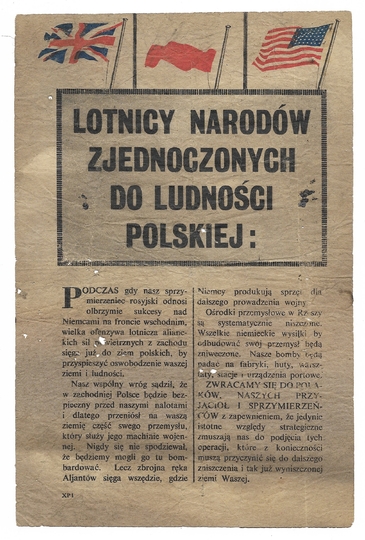 LOTNICY NARODÓW
ZJEDNOCZONYCH
DO LUDNOŚCI
POLSKIEJ:
PODCZAS gdy nasz sprzy-
mierzeniec rosyjski odnosi
olbrzymie sukcesy nad
Niemcami na froncie wschodnim,
wielka ofenzywa lotnicza alianc-
kich sił powietrznych z zachodu
sięga już do ziem polskich, by
przyśpieszyć oswobodzenie waszej
ziemi i ludności.
Nasz wspólny wróg sądził, że
w zachodniej Polsce będzie bez-
pieczny przed naszymi nalotami
i dlatego przeniósł na waszą
ziemię część swego przemysłu,
który służy jego machinie wojen-
nej. Nigdy się nie spodziewał,
że będziemy mogli go tu bom-
bardować. Lecz zbrojna ręka
Aljantów sięga wszędzie, gdzie
XP1
Niemcy produkują sprzęt dla
dalszego prowadzenia wojny.
Ośrodki przemysłowe w Rzeszy
są systematycznie niszczone.
Wszelkie niemieckie wysiłki by
odbudować swój przemysł będą
zniweczone. Nasze bomby będą
padać na fabryki, huty, warsz-
taty, stacje i urządzenia portowe.
ZWRACAMY SIĘ DO POLA-
KÓW, NASZYCH PRZY-
JACIÓŁ I SPRZYMIERZEŃ-
CÓW z zapewnieniem, że jedynie
istotne względy strategiczne
zmuszają nas do podjęcia tych
operacji, które z konieczności
muszą przyczynić się do dalszego
zniszczenia i tak już wyniszczonej
ziemi Waszej.